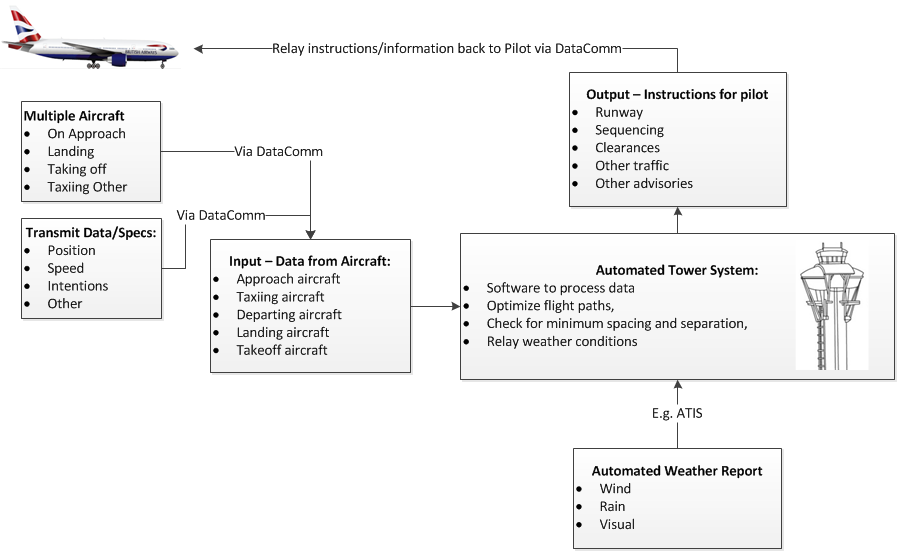 BRITISH AIRWAYS
Relay instructions/information back to Pilot via DataComm
Multiple Aircraft
• On Approach
• Landing
• Taking off
• Taxiing Other
Via DataComm
Transmit Data/Specs:
• Position
• Speed
• Intentions
• Other
Via DataComm
Input – Data from Aircraft:
• Approach aircraft
• Taxiing aircraft
• Departing aircraft
• Landing aircraft
• Takeoff aircraft
Output – Instructions for pilot
• Runway
• Sequencing
• Clearances
• Other traffic
• Other advisories
Automated Tower System:
• Software to process data
• Optimize flight paths,
• Check for minimum spacing and separation,
• Relay weather conditions
E.g. ATIS
Automated Weather Report
• Wind
• Rain
• Visual